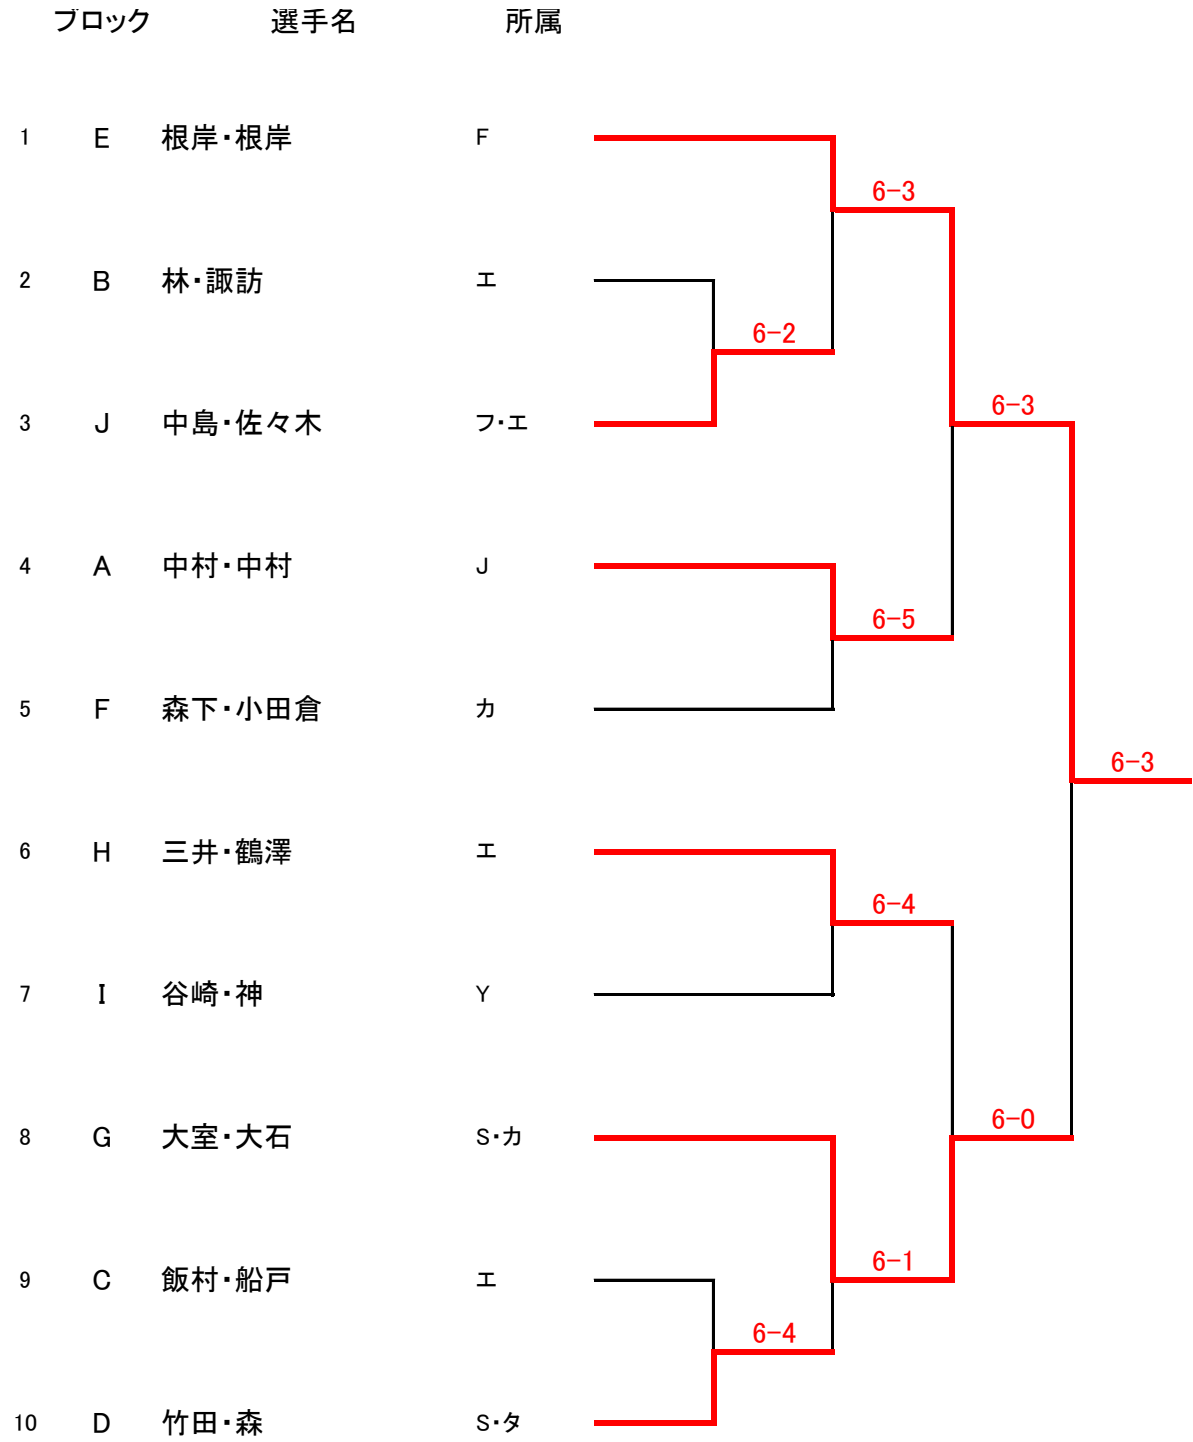 ブロック 選手名 所属
1 E 根岸・根岸 F
6-3
2 B 林・諏訪 エ
6-2
3 J 中島・佐々木 フ・エ
6-3
4 A 中村・中村 J
6-5
5 F 森下・小田倉 カ
6-3
6 H 三井・鶴澤 エ
6-4
7 I 谷崎・神 Y
8 G 大室・大石 S・カ
6-0
9 C 飯村・船戸 エ
6-1
6-4
10 D 竹田・森 S・タ